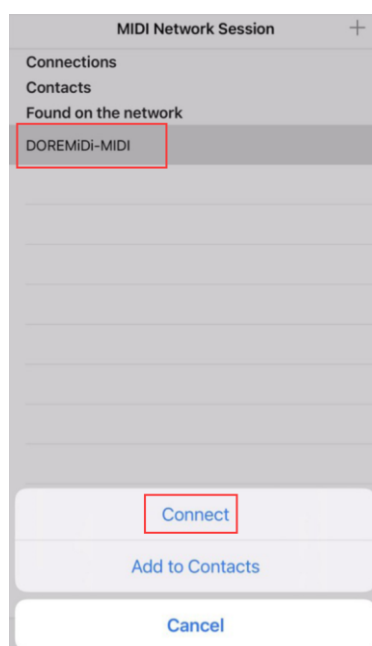 MIDI Network Session +
Connections
Contacts
Found on the network
DOREMiDi-MIDI
Connect
Add to Contacts
Cancel